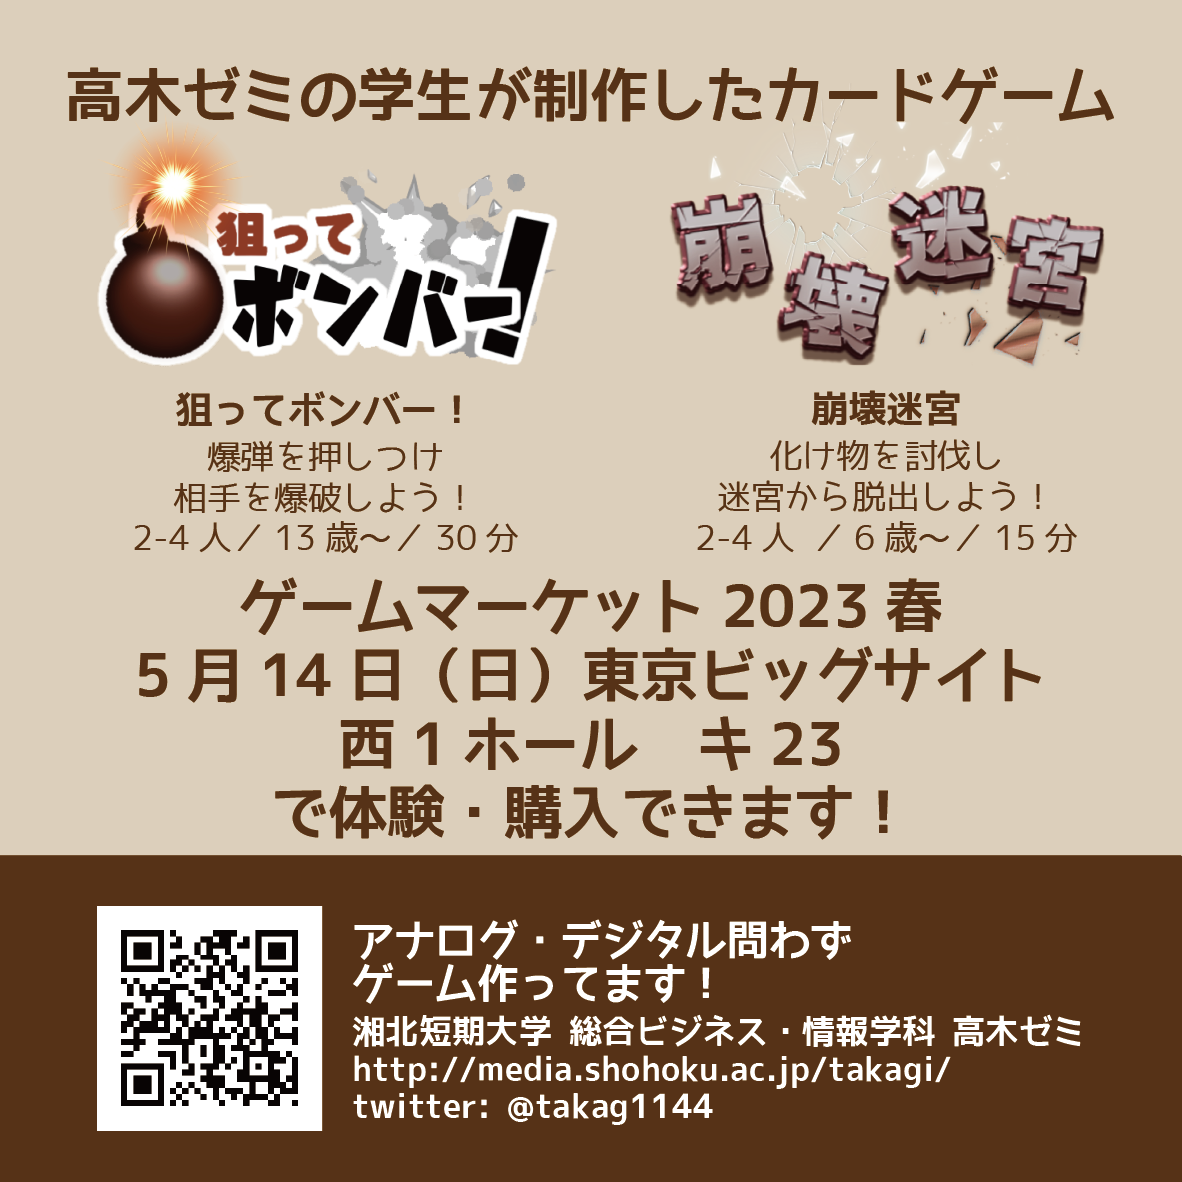 高木ゼミの学生が制作したカードゲーム
狙って
ボンバー!
崩壊迷宮
狙ってボンバー！
爆弾を押しつけ
相手を爆破しよう！
2-4 人／ 13 歳～／ 30 分
崩壊迷宮
化け物を討伐し
迷宮から脱出しよう！
2-4 人 ／ 6 歳～／ 15 分
ゲームマーケット 2023 春
5 月 14 日（日）東京ビッグサイト
西 1 ホール　キ 23
で体験・購入できます！
アナログ・デジタル問わず
ゲーム作ってます！
湘北短期大学 総合ビジネス・情報学科 高木ゼミ
http://media.shohoku.ac.jp/takagi/
twitter: @takag1144